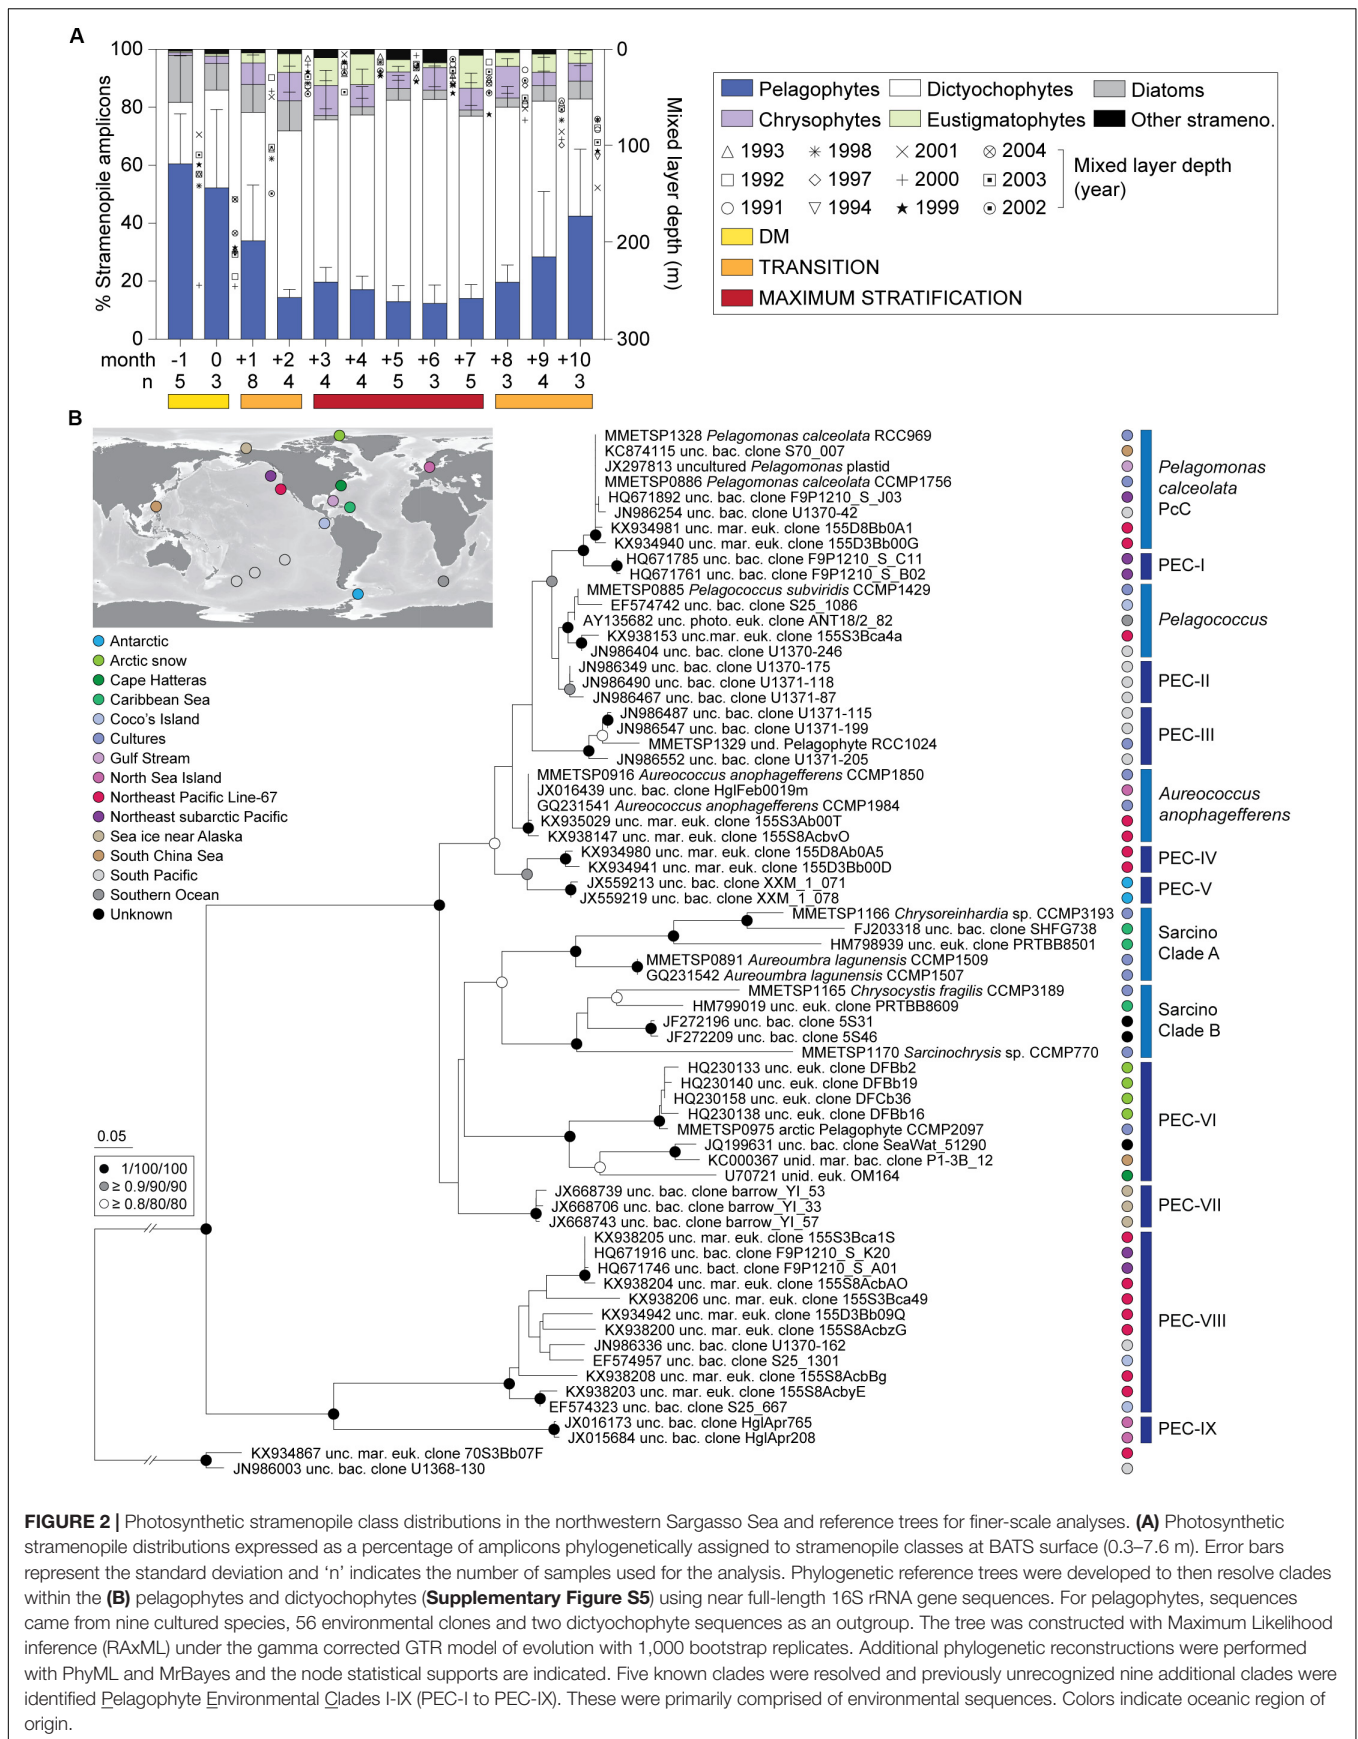 A
100
80
60
40
20
0
% Stramenopile amplicons
0
100
200
300
Mixed layer depth (m)
month -1 0 +1 +2 +3 +4 +5 +6 +7 +8 +9 +10
n 5 3 8 4 4 4 5 3 5 3 4 3
Pelagophytes Dictyochophytes Diatoms
Chrysophytes Eustigmatophytes Other strameno.
1993 1998 2001 2004
1992 1997 2000 2003
1991 1994 1999 2002
Mixed layer depth
(year)
DM
TRANSITION
MAXIMUM STRATIFICATION
B
Antarctic
Arctic snow
Cape Hatteras
Caribbean Sea
Coco's Island
Cultures
Gulf Stream
North Sea Island
Northeast Pacific Line-67
Northeast subarctic Pacific
Sea ice near Alaska
South China Sea
South Pacific
Southern Ocean
Unknown
0.05
1/100/100
≥ 0.9/90/90
≥ 0.8/80/80
MMETSP1328 Pelagomonas calceolata RCC969
KC874115 unc. bac. clone S70_007
JX297813 uncultured Pelagomonas plastid
MMETSP0886 Pelagomonas calceolata CCMP1756
HQ671892 unc. bac. clone F9P1210_S_J03
JN986254 unc. bac. clone U1370-42
KX934981 unc. mar. euk. clone 155D8Bb0A1
KX934940 unc. mar. euk. clone 155D3Bb00G
HQ671785 unc. bac. clone F9P1210_S_C11
HQ671761 unc. bac. clone F9P1210_S_B02
MMETSP0885 Pelagococcus subviridis CCMP1429
EF574742 unc. bac. clone S25_1086
AY135682 unc. photo. euk. clone ANT18/2_82
KX938153 unc.mar. euk. clone 155S3Bca4a
JN986404 unc. bac. clone U1370-246
JN986349 unc. bac. clone U1370-175
JN986490 unc. bac. clone U1371-118
JN986467 unc. bac. clone U1371-87
JN986487 unc. bac. clone U1371-115
JN986547 unc. bac. clone U1371-199
MMETSP1329 und. Pelagophyte RCC1024
JN986552 unc. bac. clone U1371-205
MMETSP0916 Aureococcus anophagefferens CCMP1850
JX016439 unc. bac. clone HglFeb0019m
GQ231541 Aureococcus anophagefferens CCMP1984
KX935029 unc. mar. euk. clone 155S3Ab00T
KX938147 unc. mar. euk. clone 155S8AcbvO
KX934980 unc. mar. euk. clone 155D8Ab0A5
KX934941 unc. mar. euk. clone 155D3Bb00D
JX559213 unc. bac. clone XXM_1_071
JX559219 unc. bac. clone XXM_1_078
MMETSP1166 Chrysoreinhardia sp. CCMP3193
FJ203318 unc. bac. clone SHFG738
HM798939 unc. euk. clone PRTBB8501
MMETSP0891 Aureoumbra lagunensis CCMP1509
GQ231542 Aureoumbra lagunensis CCMP1507
MMETSP1165 Chrysocystis fragilis CCMP3189
HM799019 unc. euk. clone PRTBB8609
JF272196 unc. bac. clone 5S31
JF272209 unc. bac. clone 5S46
MMETSP1170 Sarcinochrysis sp. CCMP770
HQ230133 unc. euk. clone DFBb2
HQ230140 unc. euk. clone DFBb19
HQ230158 unc. euk. clone DFCb36
HQ230138 unc. euk. clone DFBb16
MMETSP0975 arctic Pelagophyte CCMP2097
JQ199631 unc. bac. clone SeaWat_51290
KC000367 unid. mar. bac. clone P1-3B_12
U70721 unid. euk. OM164
JX668739 unc. bac. clone barrow_YI_53
JX668706 unc. bac. clone barrow_YI_33
JX668743 unc. bac. clone barrow_YI_57
KX938205 unc. mar. euk. clone 155S3Bca1S
HQ671916 unc. bac. clone F9P1210_S_K20
HQ671746 unc. bact. clone F9P1210_S_A01
KX938204 unc. mar. euk. clone 155S8AcbAO
KX938206 unc. mar. euk. clone 155S3Bca49
KX934942 unc. mar. euk. clone 155D3Bb09Q
KX938200 unc. mar. euk. clone 155S8AcbzG
JN986336 unc. bac. clone U1370-162
EF574957 unc. bac. clone S25_1301
KX938208 unc. mar. euk. clone 155S8AcbBg
KX938203 unc. mar. euk. clone 155S8AcbyE
EF574323 unc. bac. clone S25_667
JX016173 unc. bac. clone HglApr765
JX015684 unc. bac. clone HglApr208
KX934867 unc. mar. euk. clone 70S3Bb07F
JN986003 unc. bac. clone U1368-130
Pelagomonas
calceolata
PcC
PEC-I
Pelagococcus
PEC-II
PEC-III
Aureococcus
anophagefferens
PEC-IV
PEC-V
Sarcino
Clade A
Sarcino
Clade B
PEC-VI
PEC-VII
PEC-VIII
PEC-IX
FIGURE 2 | Photosynthetic stramenopile class distributions in the northwestern Sargasso Sea and reference trees for finer-scale analyses. (A) Photosynthetic
stramenopile distributions expressed as a percentage of amplicons phylogenetically assigned to stramenopile classes at BATS surface (0.3–7.6 m). Error bars
represent the standard deviation and 'n' indicates the number of samples used for the analysis. Phylogenetic reference trees were developed to then resolve clades
within the (B) pelagophytes and dictyochophytes (Supplementary Figure S5) using near full-length 16S rRNA gene sequences. For pelagophytes, sequences
came from nine cultured species, 56 environmental clones and two dictyochophyte sequences as an outgroup. The tree was constructed with Maximum Likelihood
inference (RAxML) under the gamma corrected GTR model of evolution with 1,000 bootstrap replicates. Additional phylogenetic reconstructions were performed
with PhyML and MrBayes and the node statistical supports are indicated. Five known clades were resolved and previously unrecognized nine additional clades were
identified Pelagophyte Environmental Clades I-IX (PEC-I to PEC-IX). These were primarily comprised of environmental sequences. Colors indicate oceanic region of
origin.